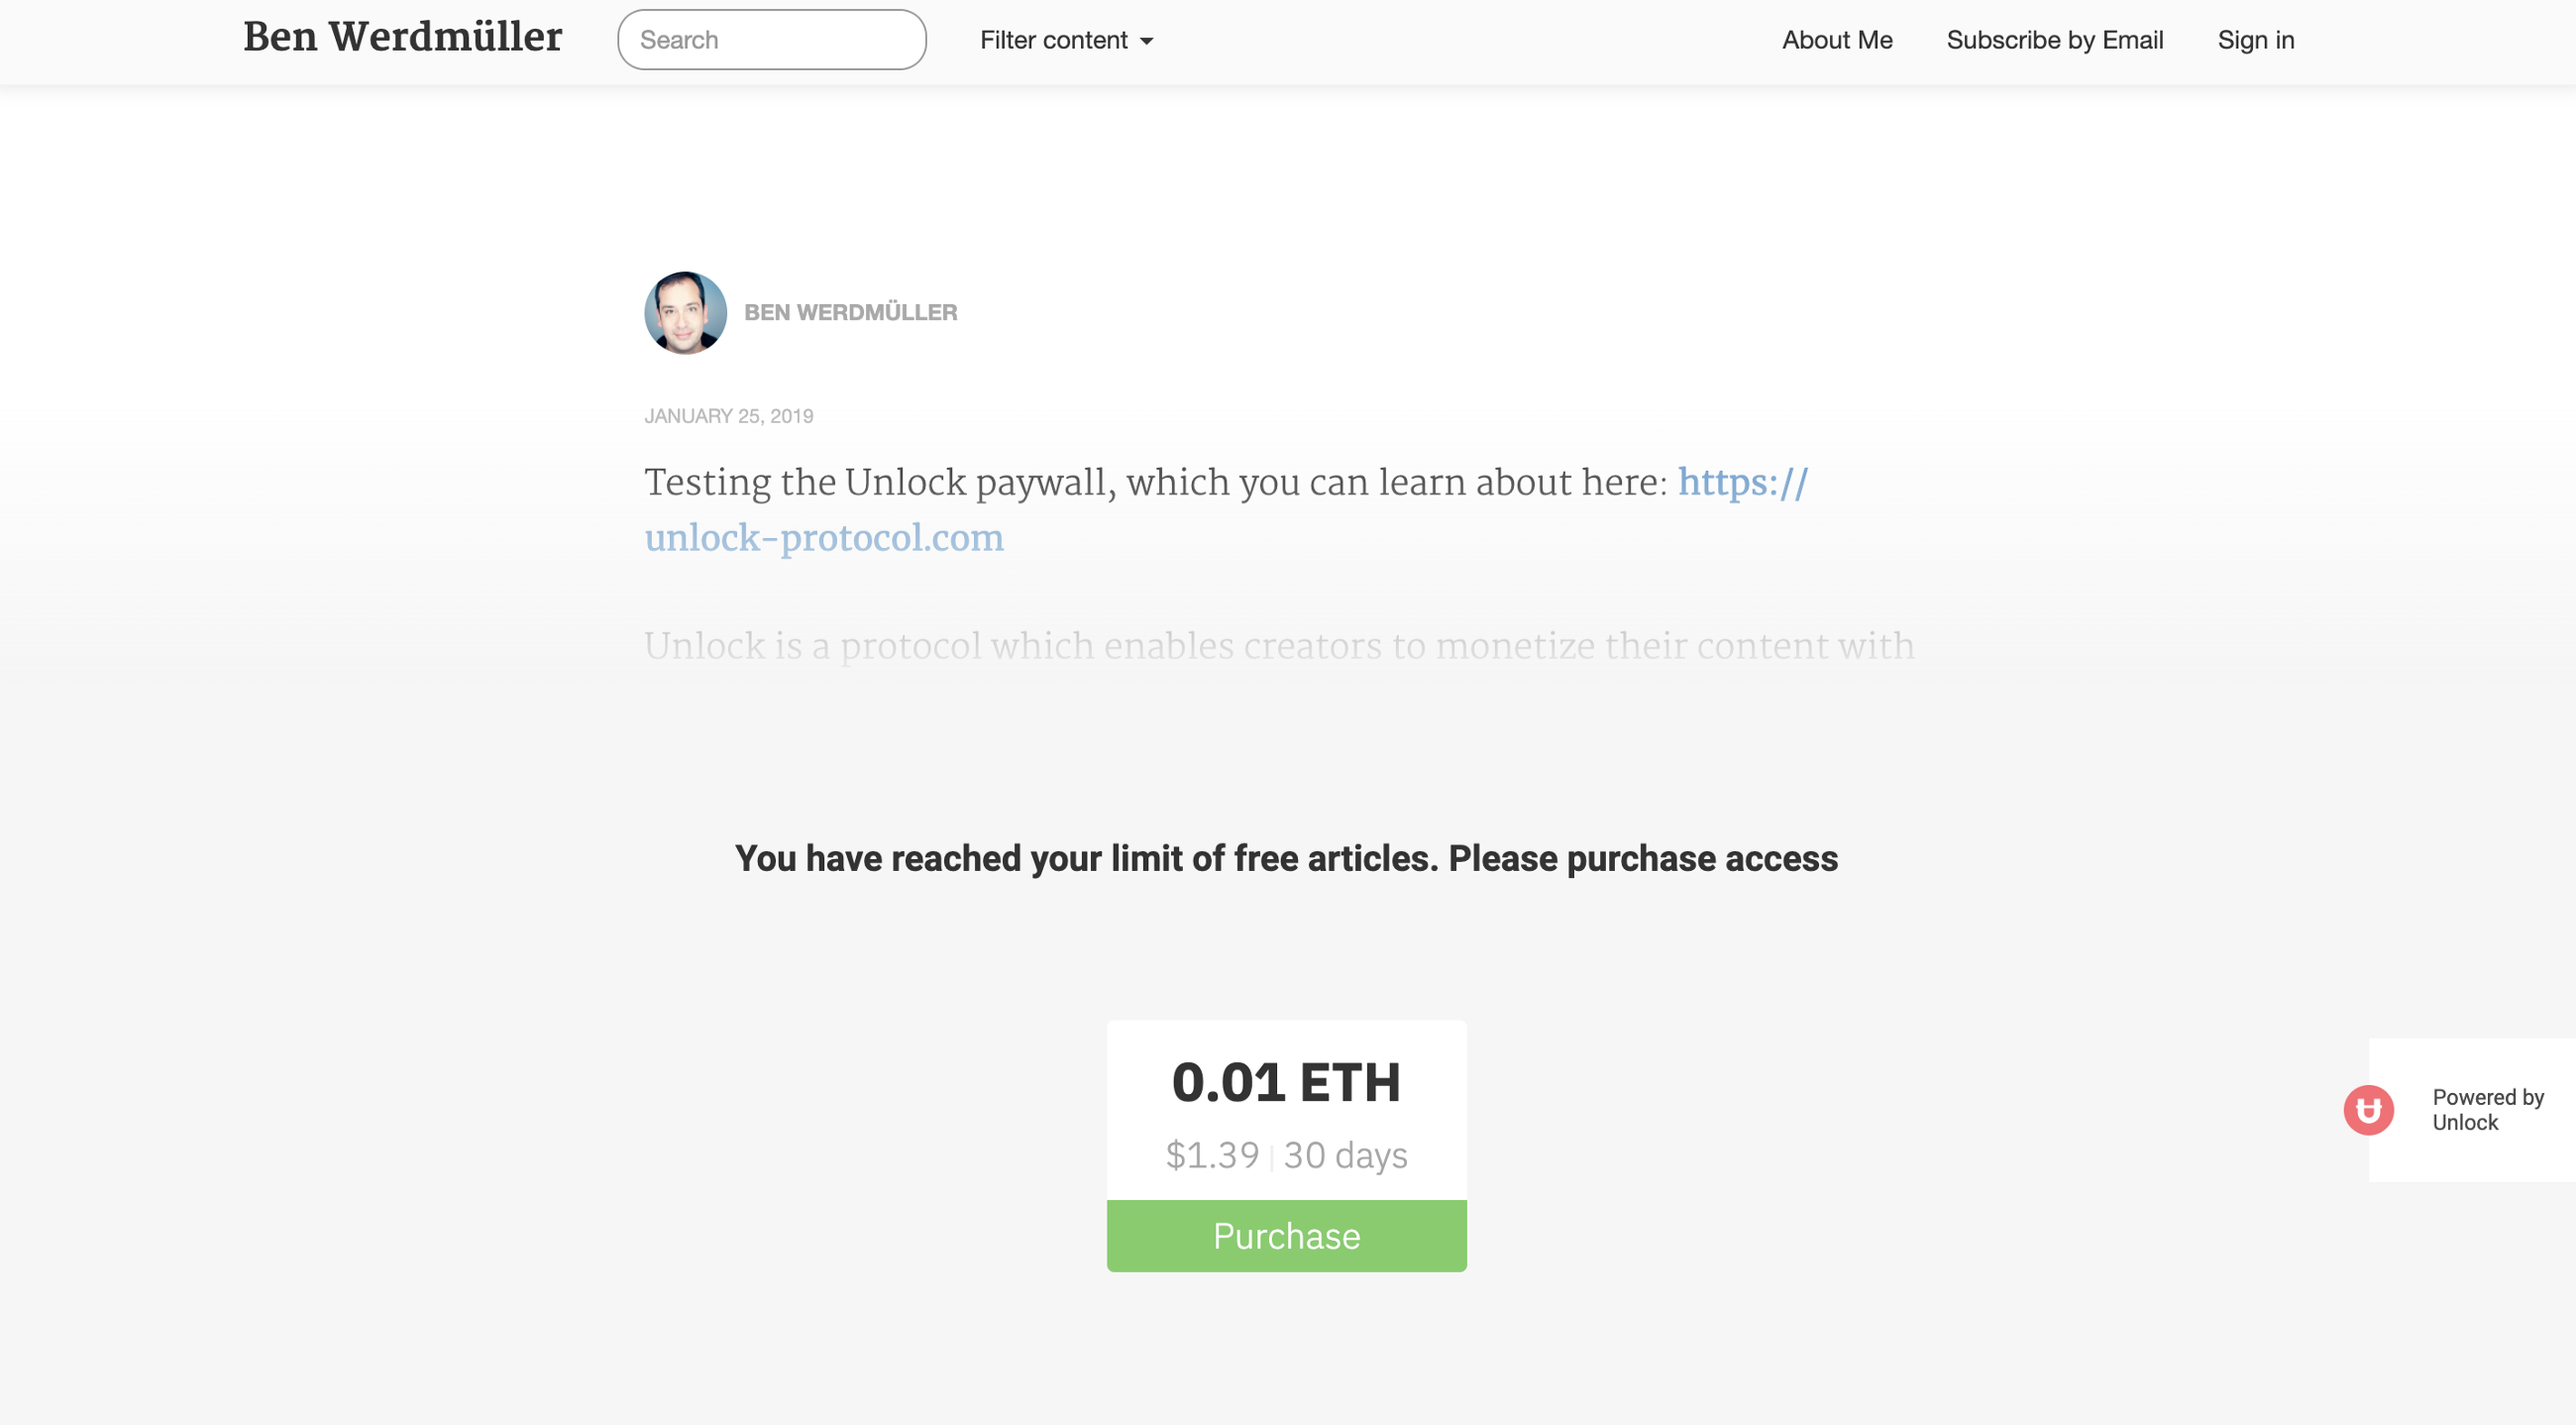 Ben Werdmüller
Search
Filter content
About Me
Subscribe by Email
Sign in
BEN WERDMÜLLER
JANUARY 25, 2019
Testing the Unlock paywall, which you can learn about here: https://
unlock-protocol.com
Unlock is a protocol which enables creators to monetize their content with
You have reached your limit of free articles. Please purchase access
0.01 ETH
$1.39 | 30 days
Purchase
Powered by
Unlock